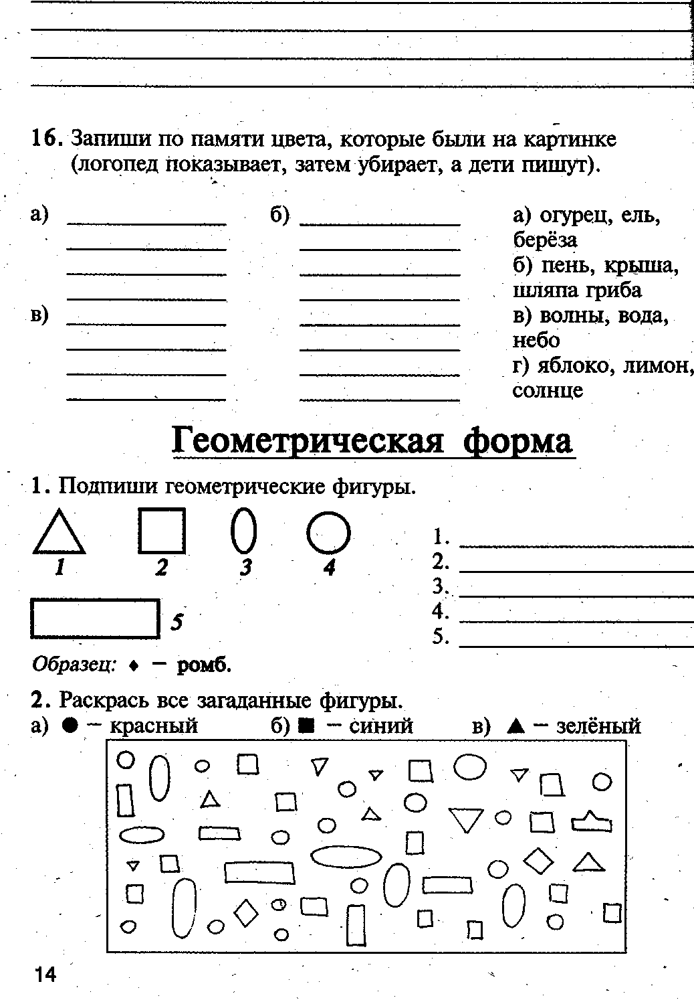 16. Запиши по памяти цвета, которые были на картинке
(логопед показывает, затем убирает, а дети пишут).
а) б) а) огурец, ель,
берёза
б) пень, крыша,
шляпа гриба
в) в) волны, вода,
небо
г) яблоко, лимон,
солнце
Геометрическая форма
1. Подпиши геометрические фигуры.
1 2 3 4
5
1.
2.
3.
4.
5.
Образец: ♦ — ромб.
2. Раскрась все загаданные фигуры.
а) ● — красный б) ■ — синий в) ▲ — зелёный
14